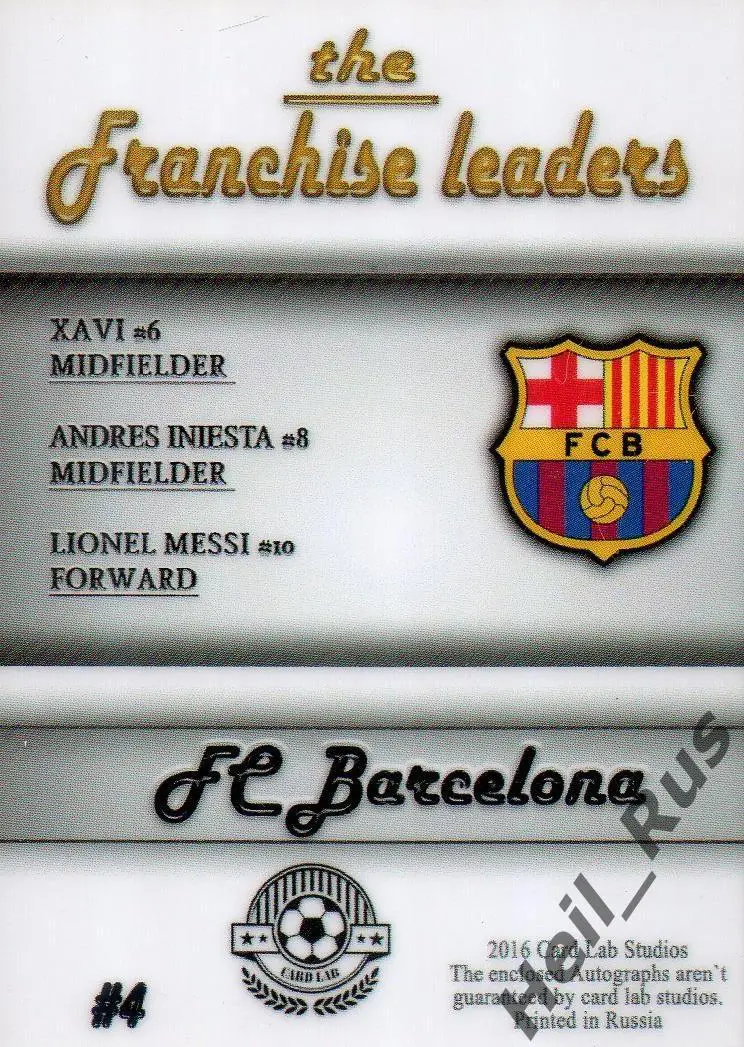 the
Franchise leaders
XAVI #6
MIDFIELDER
ANDRES INIESTA #8
MIDFIELDER
LIONEL MESSI #10
FORWARD
FCB
FC Barcelona
CARD LAB
#4
2016 Card Lab Studios
The enclosed Autographs aren`t
guaranteed by card lab studios.
Printed in Russia
Heil_Rus